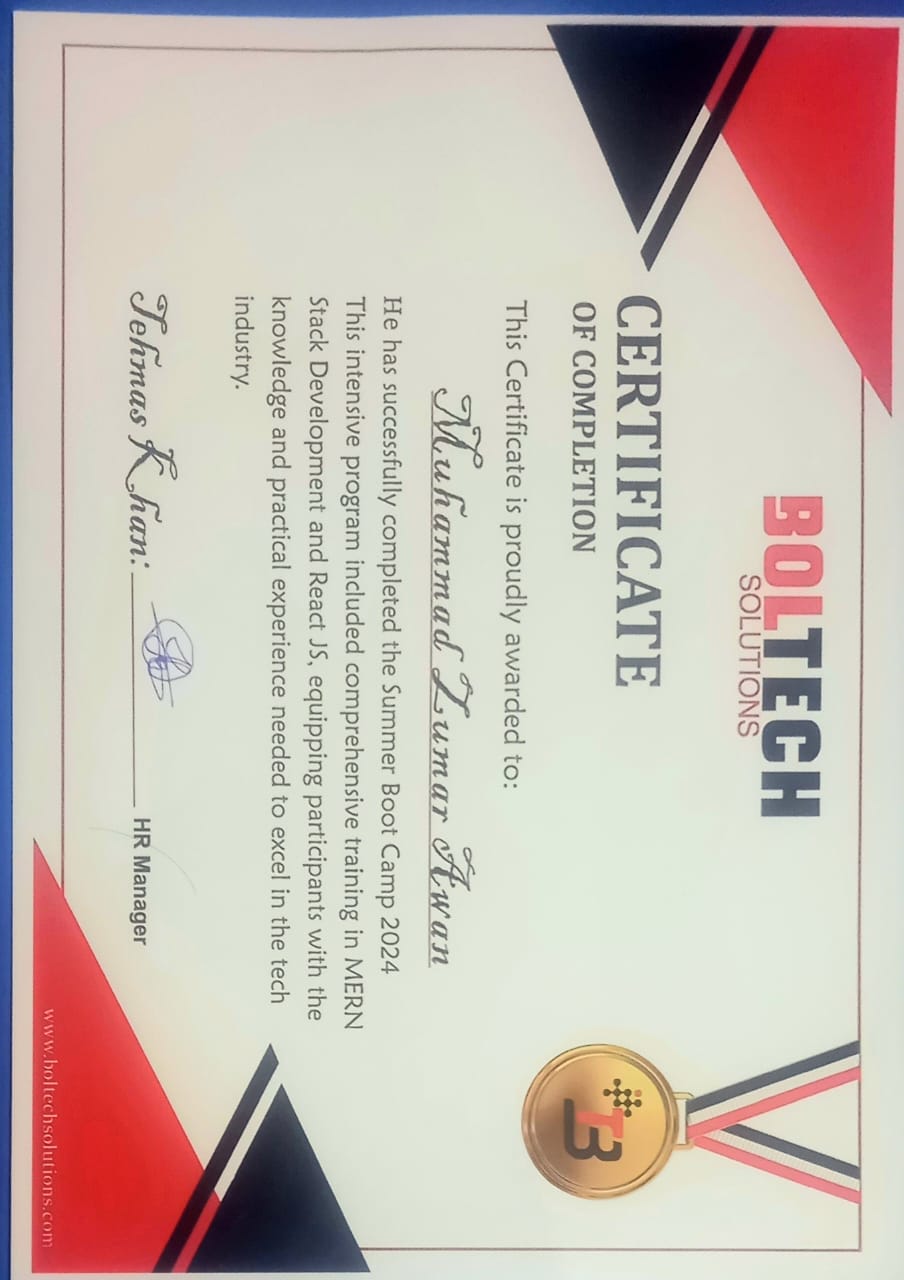 BOLTECH
SOLUTIONS
CERTIFICATE
OF COMPLETION
This Certificate is proudly awarded to:
Muhammad Zumar Awan
He has successfully completed the Summer Boot Camp 2024
This intensive program included comprehensive training in MERN
Stack Development and React JS, equipping participants with the
knowledge and practical experience needed to excel in the tech
industry.
Tehmas Khan: HR Manager
www.boltechsolutions.com